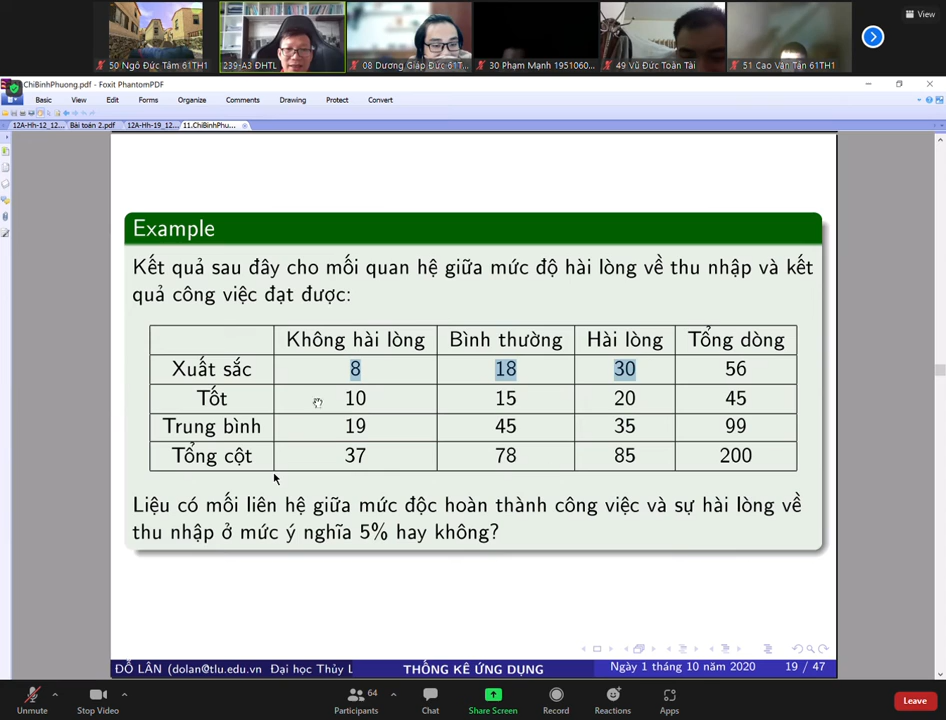 View
50 Ngô Đức Tâm 61TH1
239-A3 ĐHTL
08 Dương Giáp Đức 61T...
30 Phạm Mạnh 1951060...
49 Vũ Đức Toàn Tài
51 Cao Văn Tân 61TH1
ChiBinhPhuong.pdf - Foxit PhantomPDF
Basic View Edit Forms Organize Comments Drawing Protect Convert
12A-Hh-12_12... Bài toán 2.pdf 12A-Hh-19_12... 11.ChiBinhPhu...
Example
Kết quả sau đây cho mối quan hệ giữa mức độ hài lòng về thu nhập và kết
quả công việc đạt được:
Không hài lòng Bình thường Hài lòng Tổng dòng
Xuất sắc 8 18 30 56
Tốt 10 15 20 45
Trung bình 19 45 35 99
Tổng cột 37 78 85 200
Liệu có mối liên hệ giữa mức độc hoàn thành công việc và sự hài lòng về
thu nhập ở mức ý nghĩa 5% hay không?
ĐỖ LÂN (dolan@tlu.edu.vn Đại học Thủy L THỐNG KÊ ỨNG DỤNG Ngày 1 tháng 10 năm 2020 19 / 47
64
Unmute Stop Video Participants Chat Share Screen Record Reactions Apps Leave